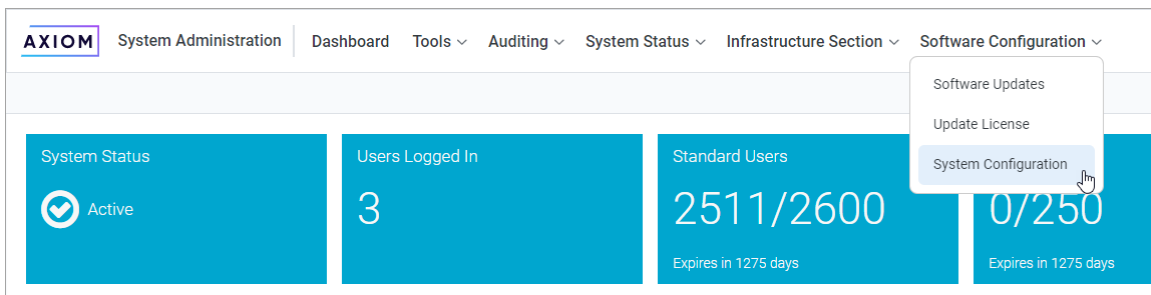 AXIOM System Administration Dashboard Tools Auditing System Status Infrastructure Section Software Configuration
Software Updates
Update License
System Configuration
System Status
Active
Users Logged In
3
Standard Users
2511/2600
Expires in 1275 days
0/250
Expires in 1275 days